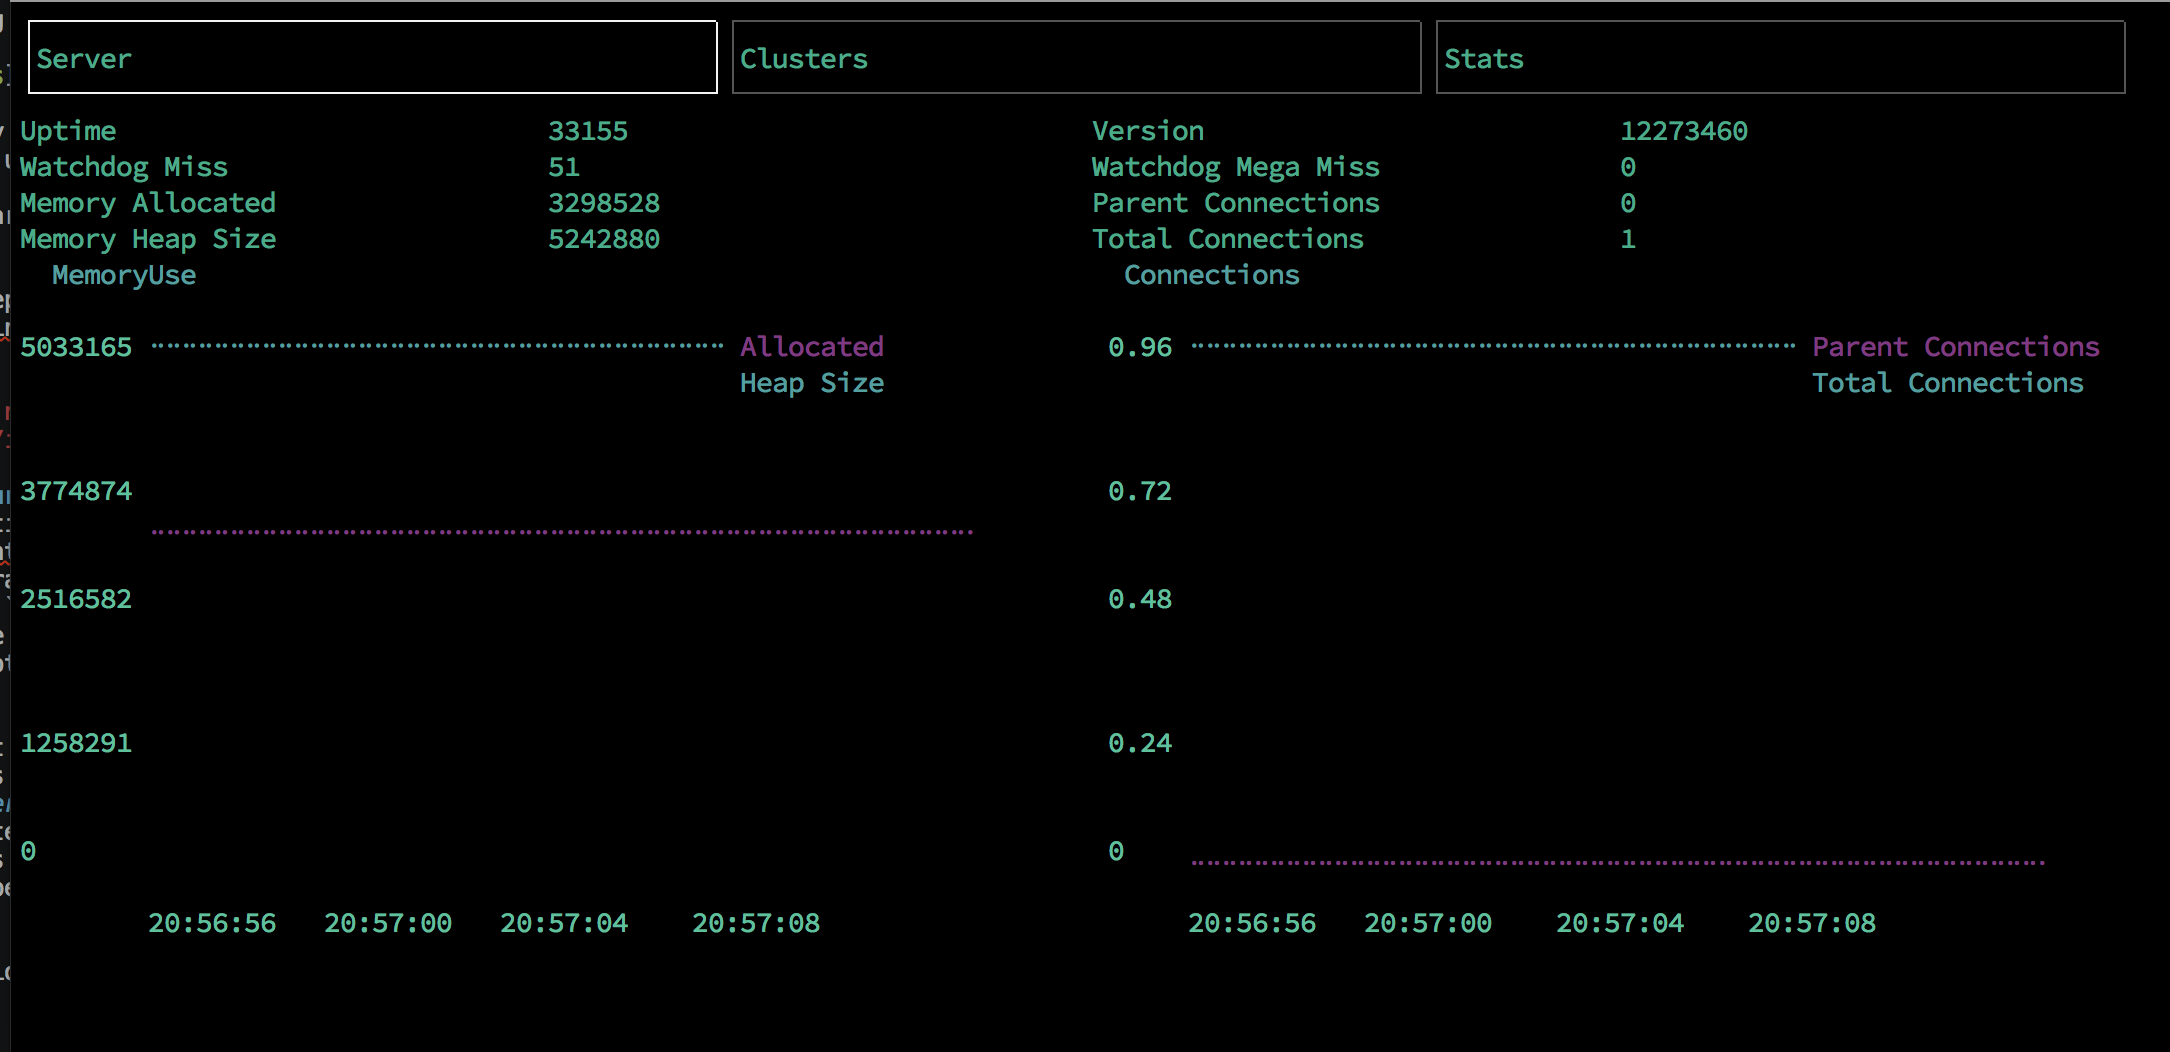 Server Clusters Stats
Uptime 33155 Version 12273460
Watchdog Miss 51 Watchdog Mega Miss 0
Memory Allocated 3298528 Parent Connections 0
Memory Heap Size 5242880 Total Connections 1
MemoryUse Connections
5033165 Allocated 0.96 Parent Connections
Heap Size Total Connections
3774874 0.72
2516582 0.48
1258291 0.24
0 0
20:56:56 20:57:00 20:57:04 20:57:08 20:56:56 20:57:00 20:57:04 20:57:08